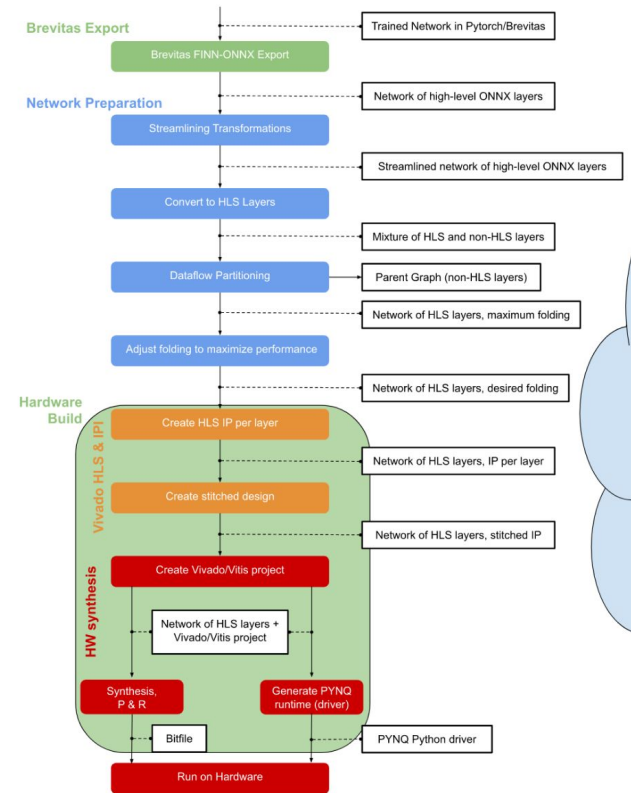 Brevitas Export
Trained Network in Pytorch/Brevitas
Brevitas FINN-ONNX Export
Network of high-level ONNX layers
Network Preparation
Streamlining Transformations
Streamlined network of high-level ONNX layers
Convert to HLS Layers
Mixture of HLS and non-HLS layers
Dataflow Partitioning
Parent Graph (non-HLS layers)
Network of HLS layers, maximum folding
Adjust folding to maximize performance
Network of HLS layers, desired folding
Hardware
Build
Vivado HLS & IPI
Create HLS IP per layer
Network of HLS layers, IP per layer
Create stitched design
Network of HLS layers, stitched IP
HW synthesis
Create Vivado/Vitis project
Network of HLS layers +
Vivado/Vitis project
Synthesis,
P & R
Generate PYNQ
runtime (driver)
Bitfile
PYNQ Python driver
Run on Hardware